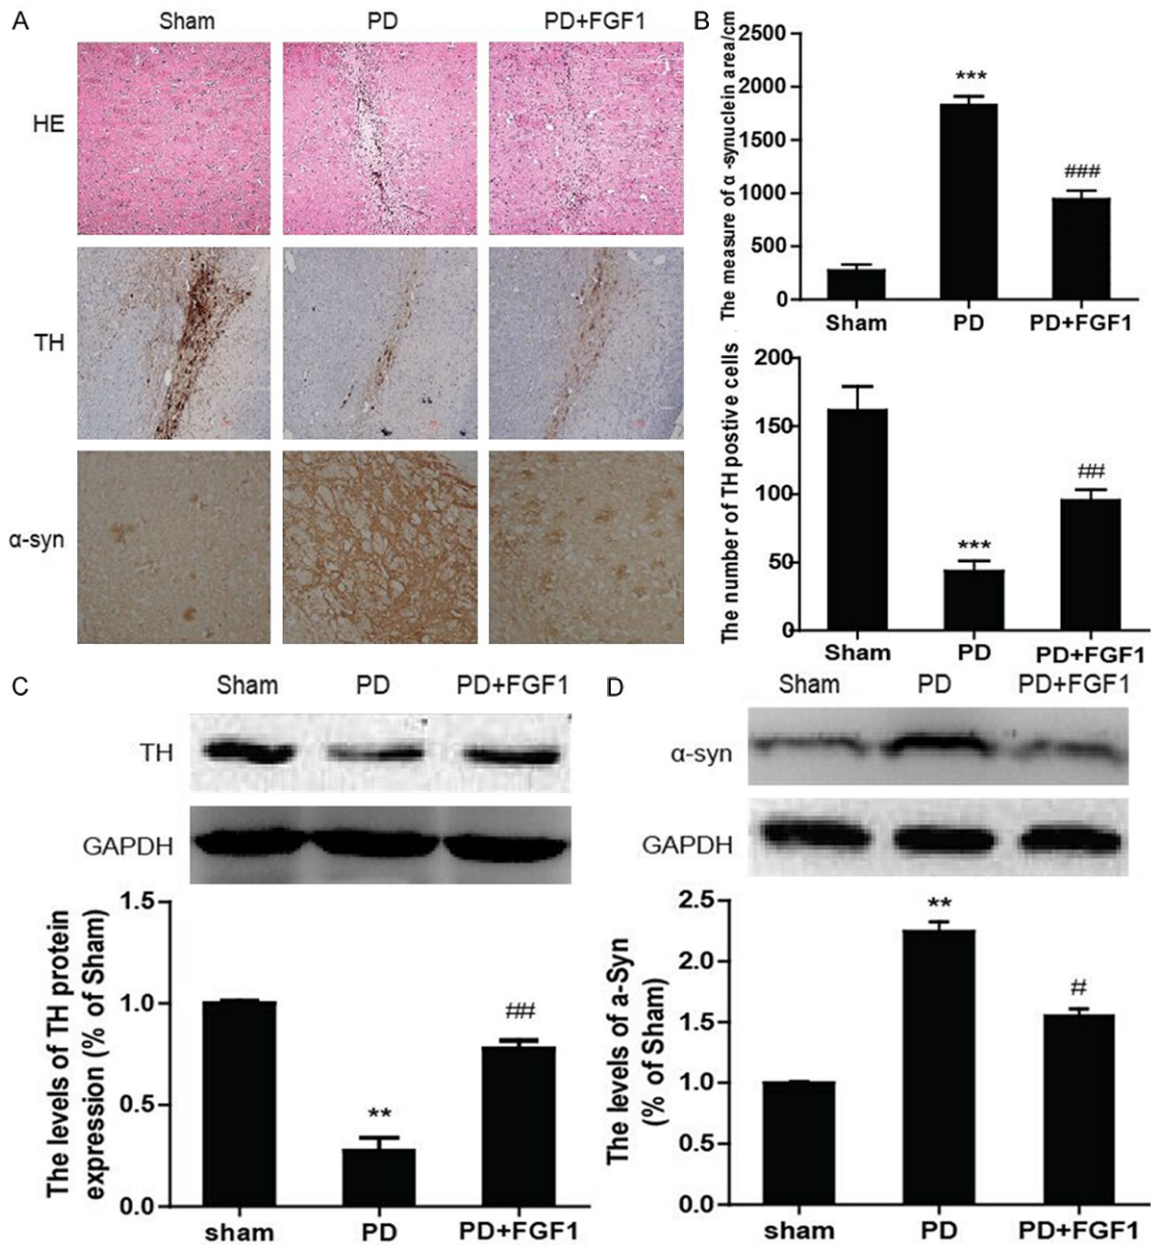 A
Sham PD PD+FGF1
HE
TH
α-syn
B
The measure of α -synuclein area/cm
2500
2000
1500
1000
500
0
***
###
Sham PD PD+FGF1
The number of TH postive cells
200
150
100
50
0
***
##
Sham PD PD+FGF1
C
Sham PD PD+FGF1
TH
GAPDH
The levels of TH protein
expression (% of Sham)
1.5
1.0
0.5
0.0
**
##
sham PD PD+FGF1
D
Sham PD PD+FGF1
α-syn
GAPDH
The levels of a-Syn
(% of Sham)
2.5
2.0
1.5
1.0
0.5
0.0
**
#
sham PD PD+FGF1